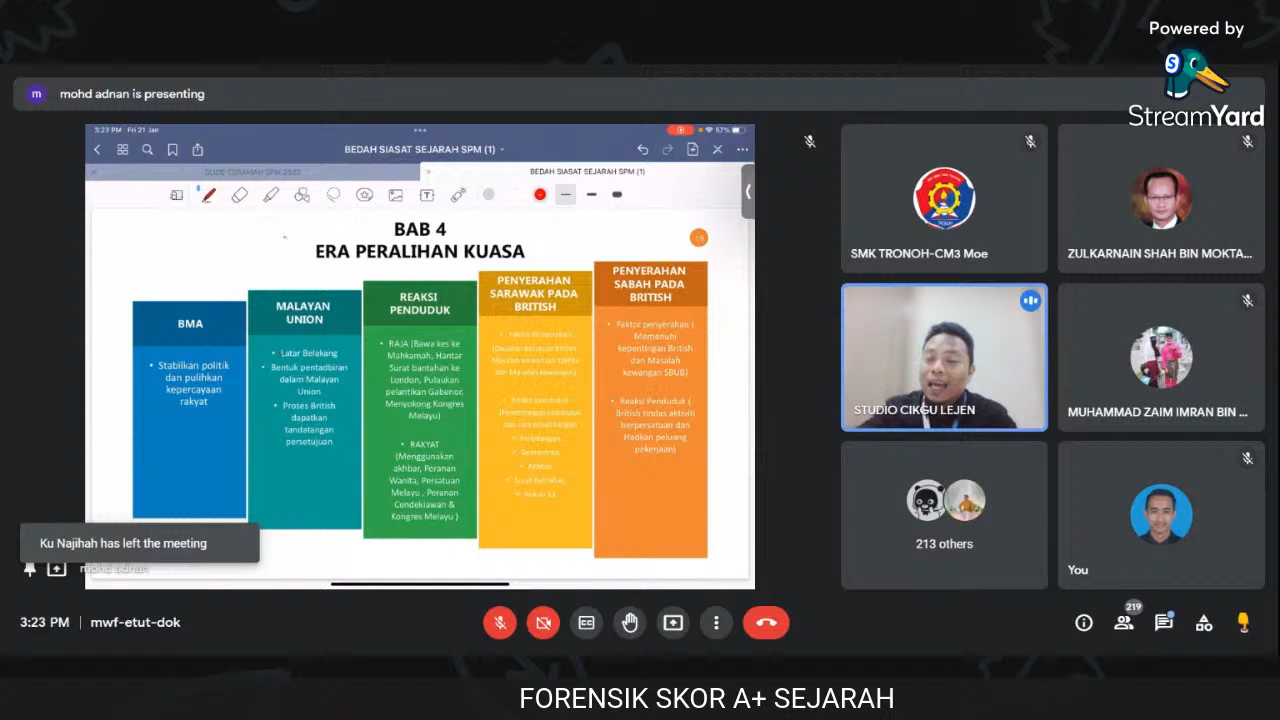 Powered by
StreamYard
m
mohd adnan is presenting
3:23 PM Fri 21 Jan
57%
BEDAH SIASAT SEJARAH SPM (1)
SLIDE CERAMAH SPM 2022
BEDAH SIASAT SEJARAH SPM (1)
BAB 4
ERA PERALIHAN KUASA
15
BMA
• Stabilkan politik
dan pulihkan
kepercayaan
rakyat
MALAYAN
UNION
• Latar Belakang
• Bentuk pentadbiran
dalam Malayan
Union
• Proses British
dapatkan
tandatangan
persetujuan
REAKSI
PENDUDUK
• RAJA (Bawa kes ke
Mahkamah, Hantar
Surat bantahan ke
London, Pulaukan
pelantikan Gabenor,
Menyokong Kongres
Melayu)
• RAKYAT
(Menggunakan
akhbar, Peranan
Wanita, Persatuan
Melayu , Peranan
Cendekiawan &
Kongres Melayu )
PENYERAHAN
SARAWAK PADA
BRITISH
PENYERAHAN
SABAH PADA
BRITISH
• Faktor penyerahan (
Memenuhi
kepentingan British
dan Masalah
kewangan SBUB)
• Reaksi Penduduk (
British tindas aktiviti
berpersatuan dan
Hadkan peluang
pekerjaan)
Ku Najihah has left the meeting
mohd adnan
SMK TRONOH-CM3 Moe
ZULKARNAIN SHAH BIN MOKTA...
STUDIO CIKGU LEJEN
MUHAMMAD ZAIM IMRAN BIN ...
213 others
You
3:23 PM | mwf-etut-dok
219
FORENSIK SKOR A+ SEJARAH